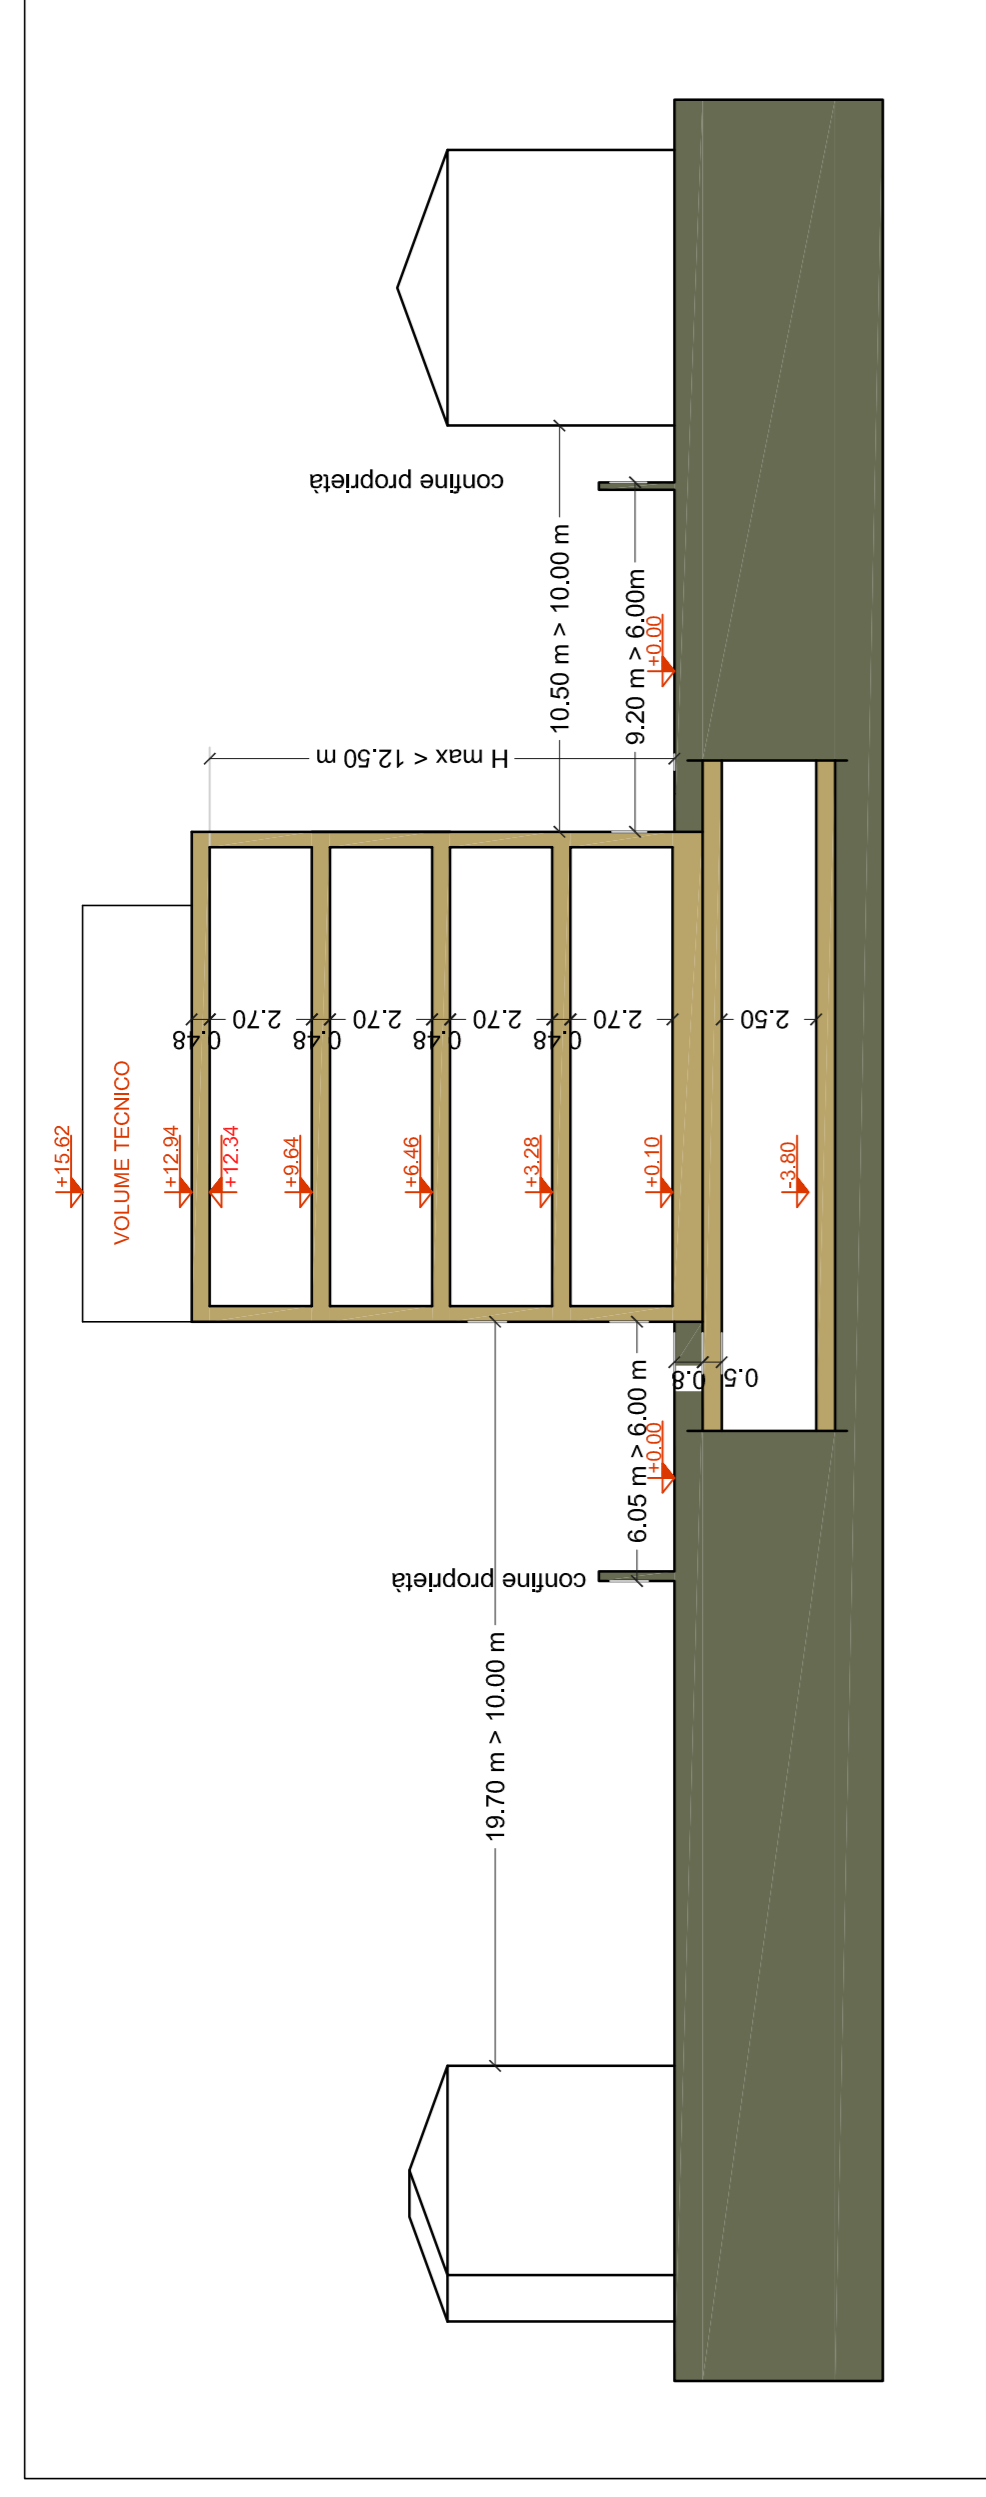 +15.62
VOLUME TECNICO
+12.94
+12.34
+9.64
+6.46
+3.28
+0.10
-3.80
0.48
2.70
0.48
2.70
0.48
2.70
0.48
2.70
2.50
0.8
0.5
H max < 12.50 m
confine proprietà
10.50 m > 10.00 m
9.20 m > 6.00m
+0.00
6.05 m > 6.00 m
+0.00
confine proprietà
19.70 m > 10.00 m